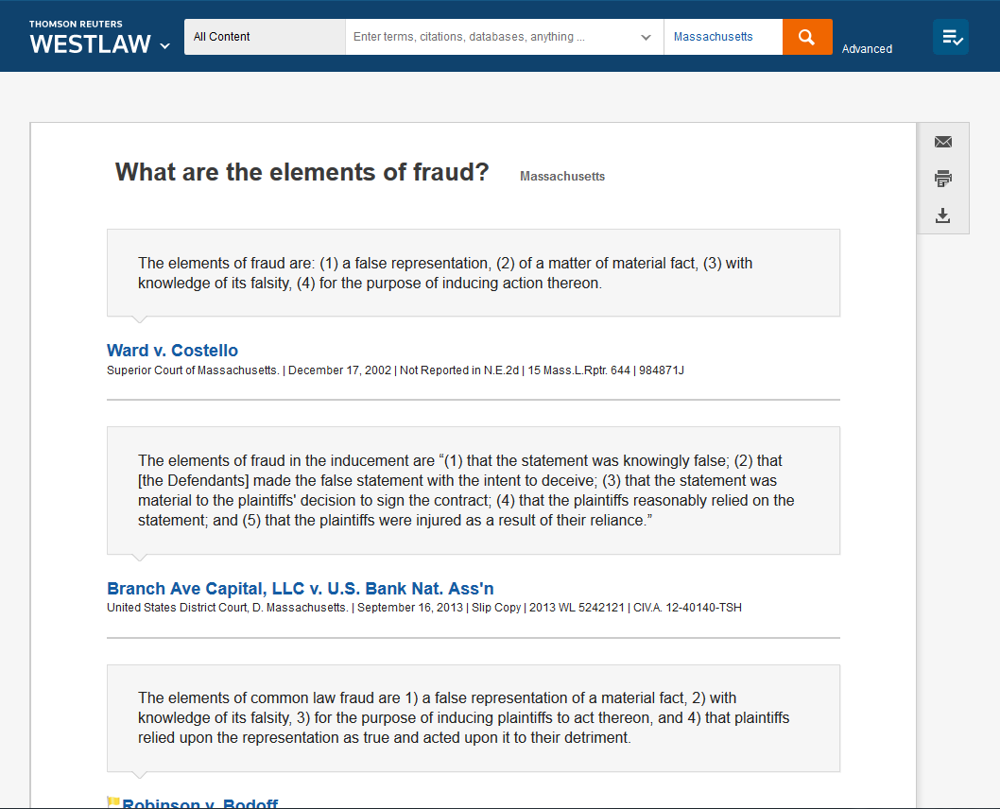 THOMSON REUTERS
WESTLAW
All Content
Enter terms, citations, databases, anything ...
Massachusetts
Advanced
What are the elements of fraud?
Massachusetts
The elements of fraud are: (1) a false representation, (2) of a matter of material fact, (3) with
knowledge of its falsity, (4) for the purpose of inducing action thereon.
Ward v. Costello
Superior Court of Massachusetts. | December 17, 2002 | Not Reported in N.E.2d | 15 Mass.L.Rptr. 644 | 984871J
The elements of fraud in the inducement are “(1) that the statement was knowingly false; (2) that
[the Defendants] made the false statement with the intent to deceive; (3) that the statement was
material to the plaintiffs' decision to sign the contract; (4) that the plaintiffs reasonably relied on the
statement; and (5) that the plaintiffs were injured as a result of their reliance.”
Branch Ave Capital, LLC v. U.S. Bank Nat. Ass'n
United States District Court, D. Massachusetts. | September 16, 2013 | Slip Copy | 2013 WL 5242121 | CIV.A. 12-40140-TSH
The elements of common law fraud are 1) a false representation of a material fact, 2) with
knowledge of its falsity, 3) for the purpose of inducing plaintiffs to act thereon, and 4) that plaintiffs
relied upon the representation as true and acted upon it to their detriment.
Robinson v. Bodoff